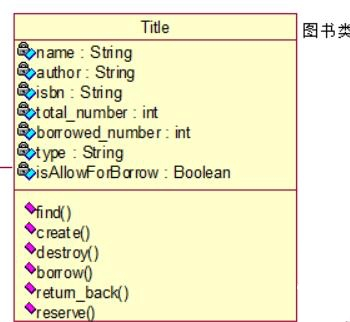 Title
图书类
name : String
author : String
isbn : String
total_number : int
borrowed_number : int
type : String
isAllowForBorrow : Boolean
find()
create()
destroy()
borrow()
return_back()
reserve()